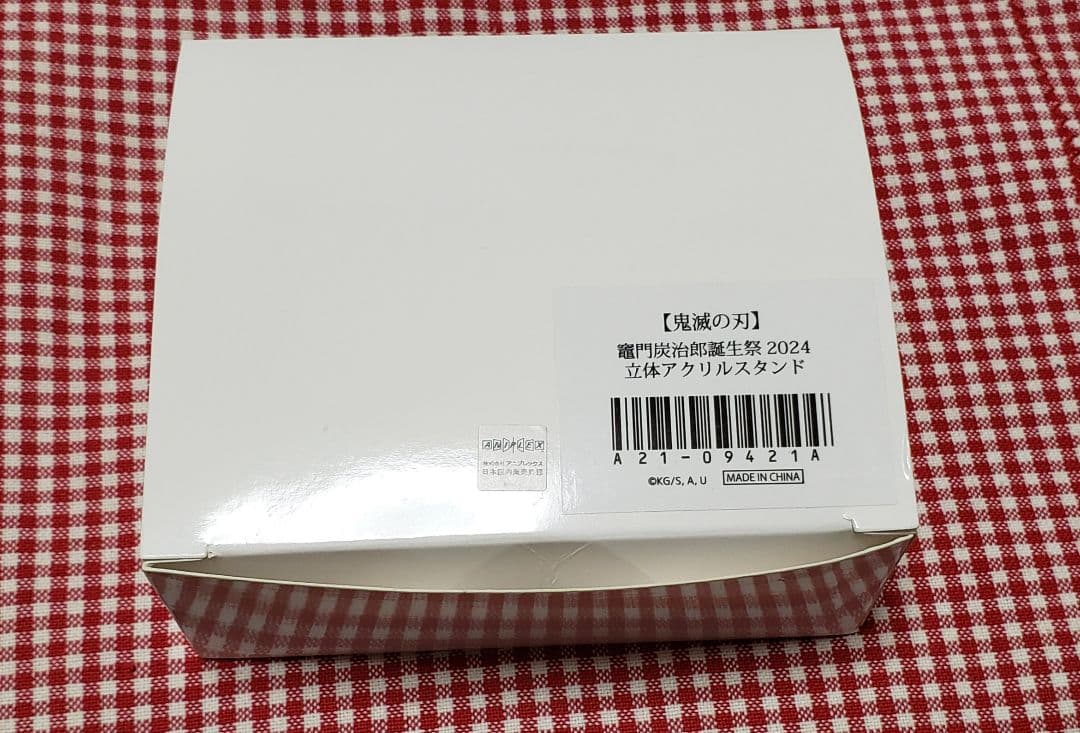 【鬼滅の刃】
竈門炭治郎誕生祭 2024
立体アクリルスタンド
A21-09421A
©KG/S, A, U
MADE IN CHINA
ANIPLEX
株式会社アニプレックス
日本国内販売許諾